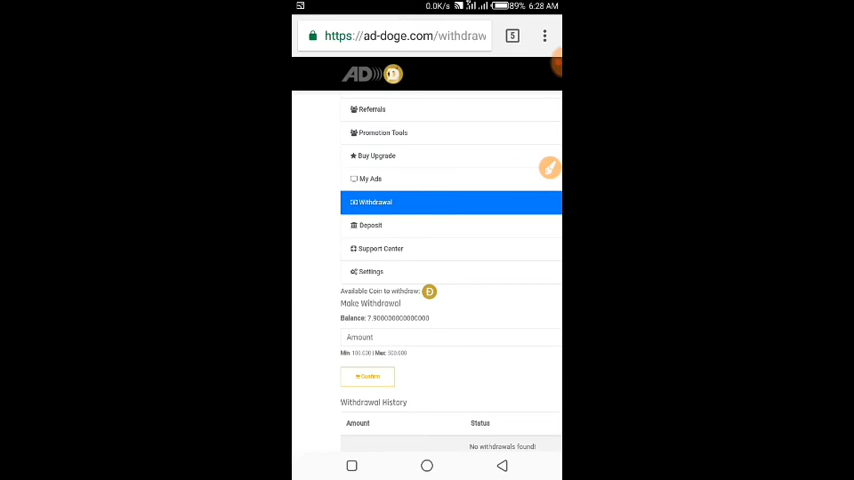 0.0K/s 89% 6:28 AM
https://ad-doge.com/withdraw
5
AD
Referrals
Promotion Tools
Buy Upgrade
My Ads
Withdrawal
Deposit
Support Center
Settings
Available Coin to withdraw: Đ
Make Withdrawal
Balance: 7.900000000000000
Amount
Min: 100.000 | Max: 500.000
Confirm
Withdrawal History
Amount Status
No withdrawals found!